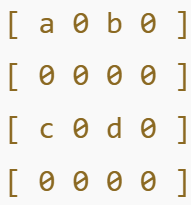 [ a 0 b 0 ]
[ 0 0 0 0 ]
[ c 0 d 0 ]
[ 0 0 0 0 ]